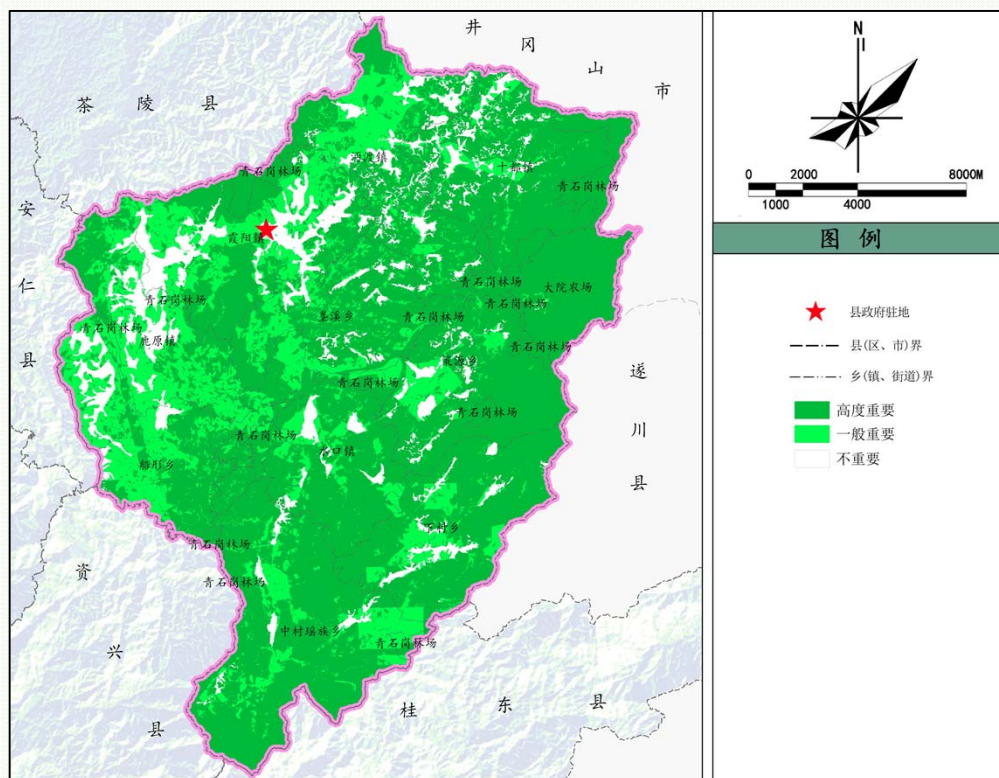 井冈山市
茶陵县
安仁县
资兴县
桂东县
遂川县
青石岗林场
十都镇
青石岗林场
霞阳镇
青石岗林场
大院农场
青石岗林场
青石岗林场
垄溪乡
青石岗林场
青石岗林场
鹿原镇
青石岗林场
青石岗林场
青石岗林场
青石岗林场
水口镇
船形乡
下村乡
青石岗林场
青石岗林场
中村瑶族乡
青石岗林场
N
0 2000 8000M
1000 4000
图例
县政府驻地
县(区、市)界
乡(镇、街道)界
高度重要
一般重要
不重要